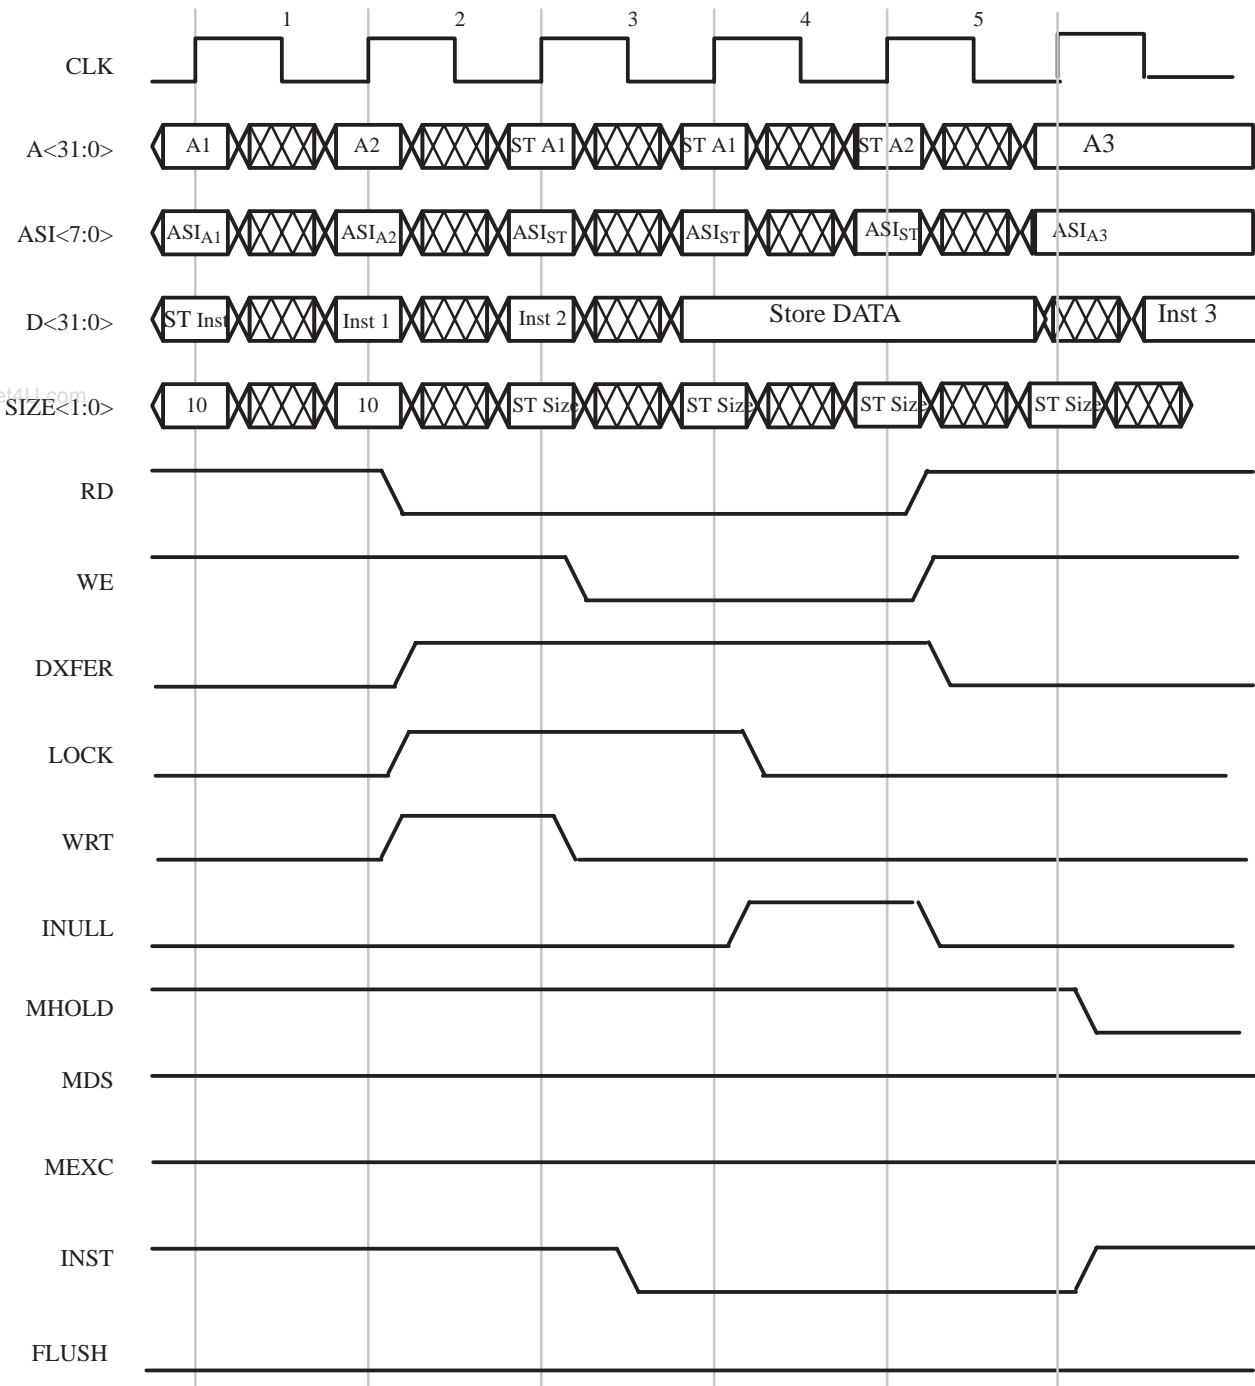 1 2 3 4 5
CLK
A<31:0> A1 A2 ST A1 ST A1 ST A2 A3
ASI<7:0> ASIA1 ASIA2 ASIST ASIST ASIST ASIA3
D<31:0> ST Inst Inst 1 Inst 2 Store DATA Inst 3
et4U.com
SIZE<1:0> 10 10 ST Size ST Size ST Size ST Size
RD
WE
DXFER
LOCK
WRT
INULL
MHOLD
MDS
MEXC
INST
FLUSH